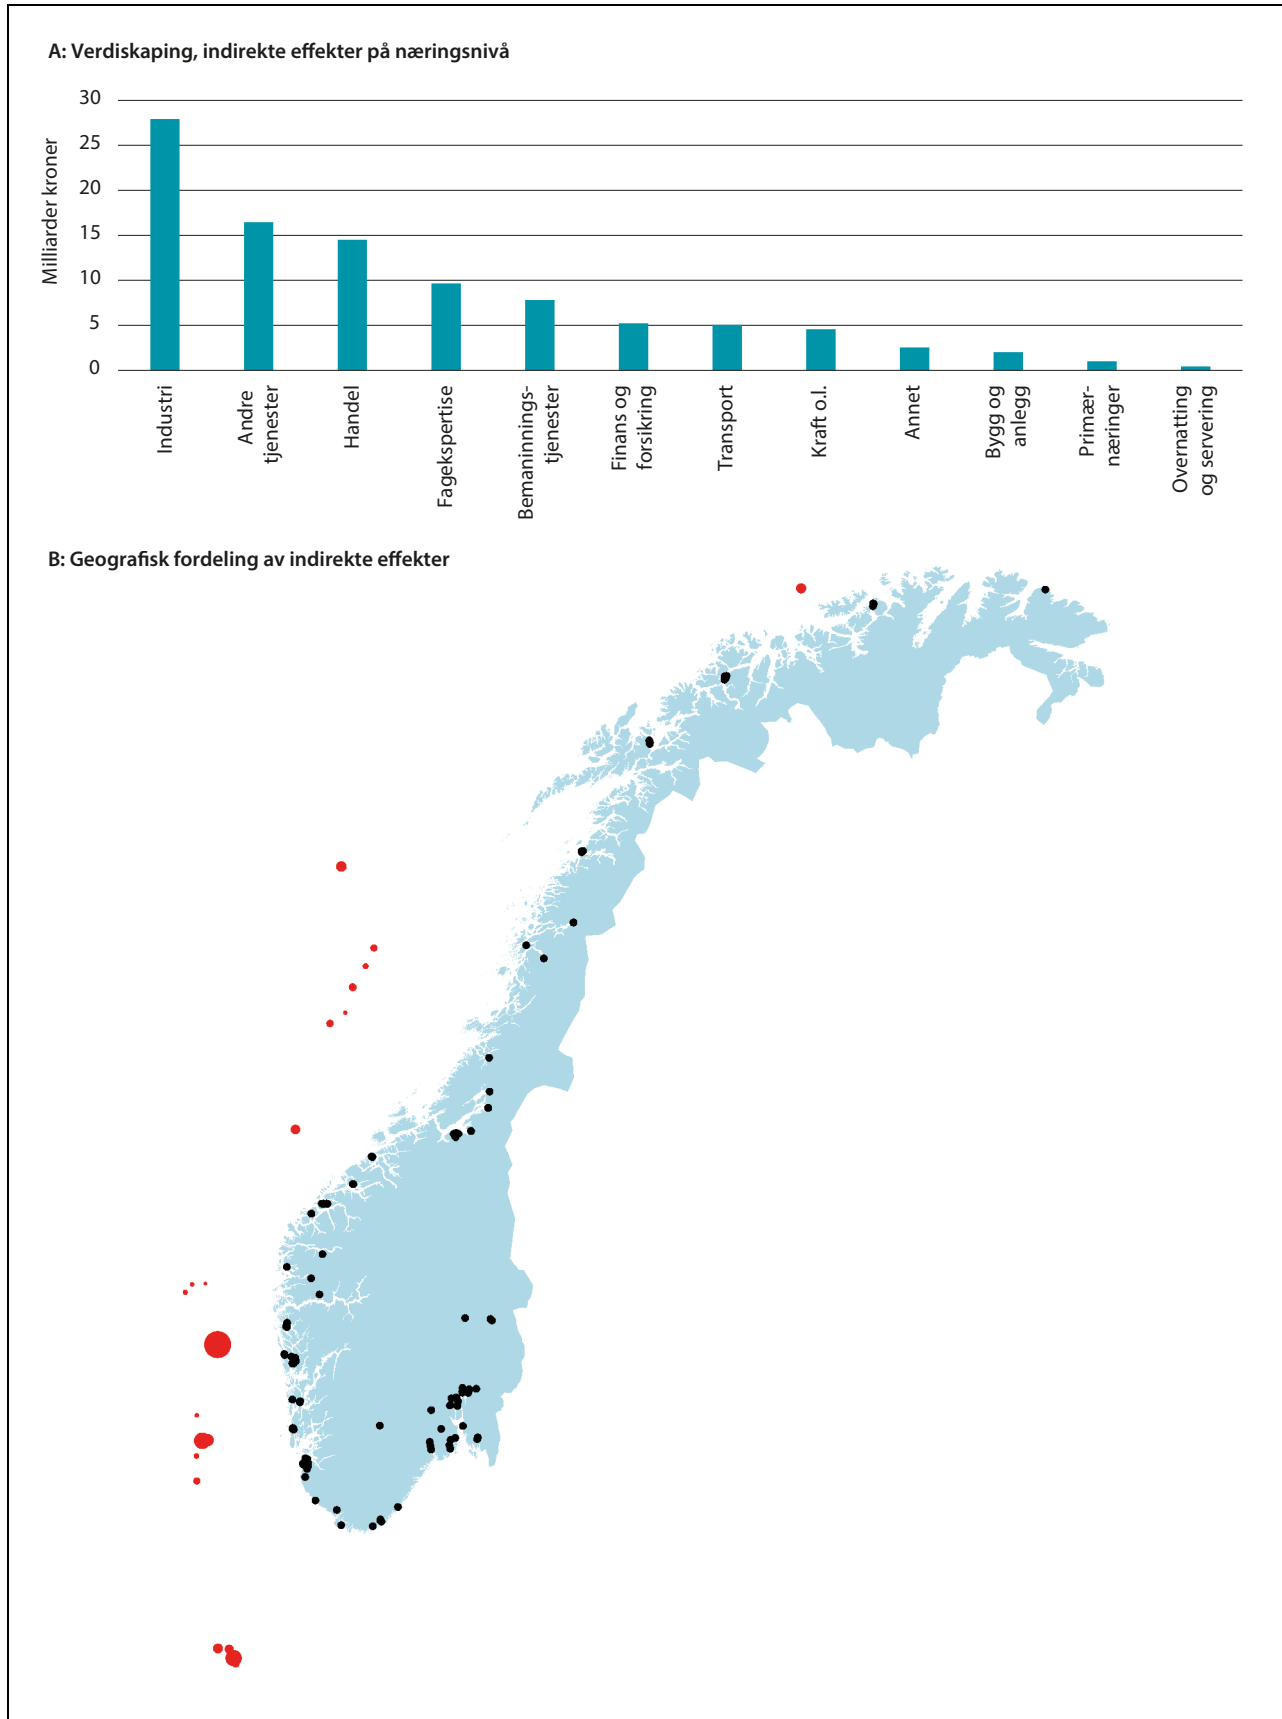 A: Verdiskaping, indirekte effekter på næringsnivå
Milliarder kroner
30
25
20
15
10
5
0
Industri
Andre
tjenester
Handel
Fagekspertise
Bemaninnings-
tjenester
Finans og
forsikring
Transport
Kraft o.l.
Annet
Bygg og
anlegg
Primær-
næringer
Overnatting
og servering
B: Geografisk fordeling av indirekte effekter